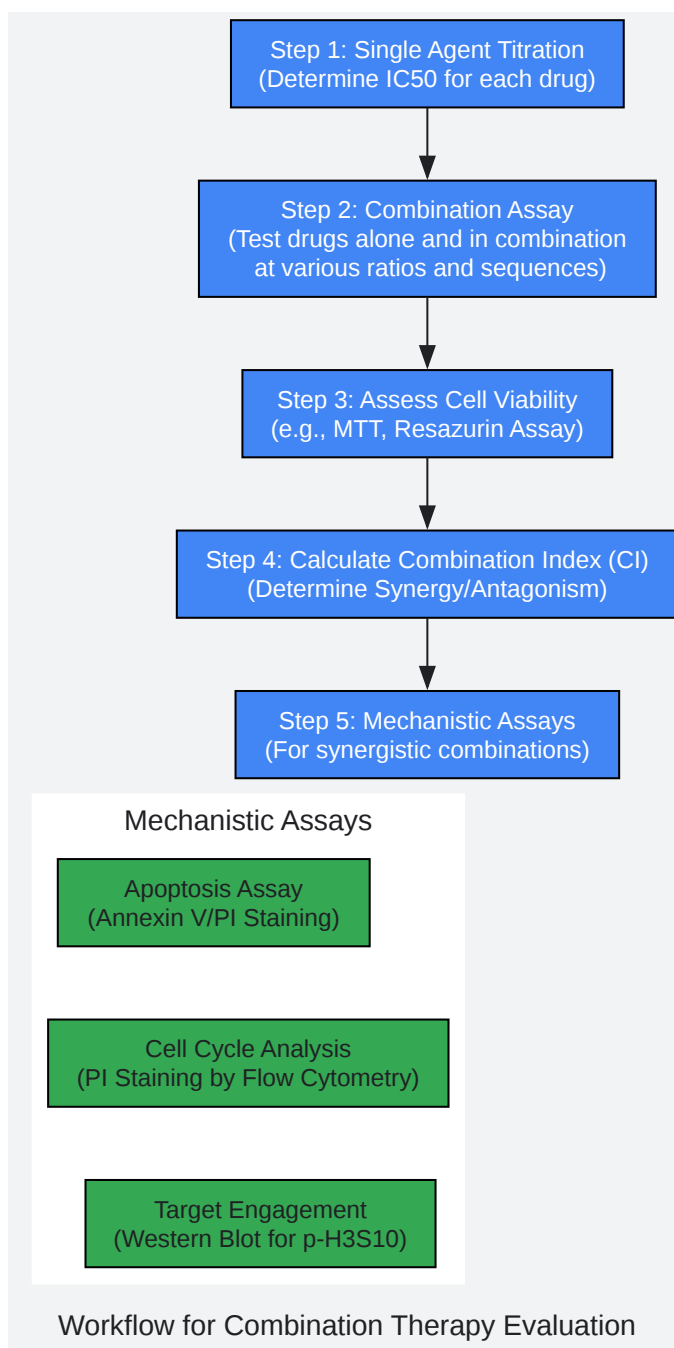 Step 1: Single Agent Titration
(Determine IC50 for each drug)
Step 2: Combination Assay
(Test drugs alone and in combination
at various ratios and sequences)
Step 3: Assess Cell Viability
(e.g., MTT, Resazurin Assay)
Step 4: Calculate Combination Index (CI)
(Determine Synergy/Antagonism)
Step 5: Mechanistic Assays
(For synergistic combinations)
Mechanistic Assays
Apoptosis Assay
(Annexin V/PI Staining)
Cell Cycle Analysis
(PI Staining by Flow Cytometry)
Target Engagement
(Western Blot for p-H3S10)
Workflow for Combination Therapy Evaluation